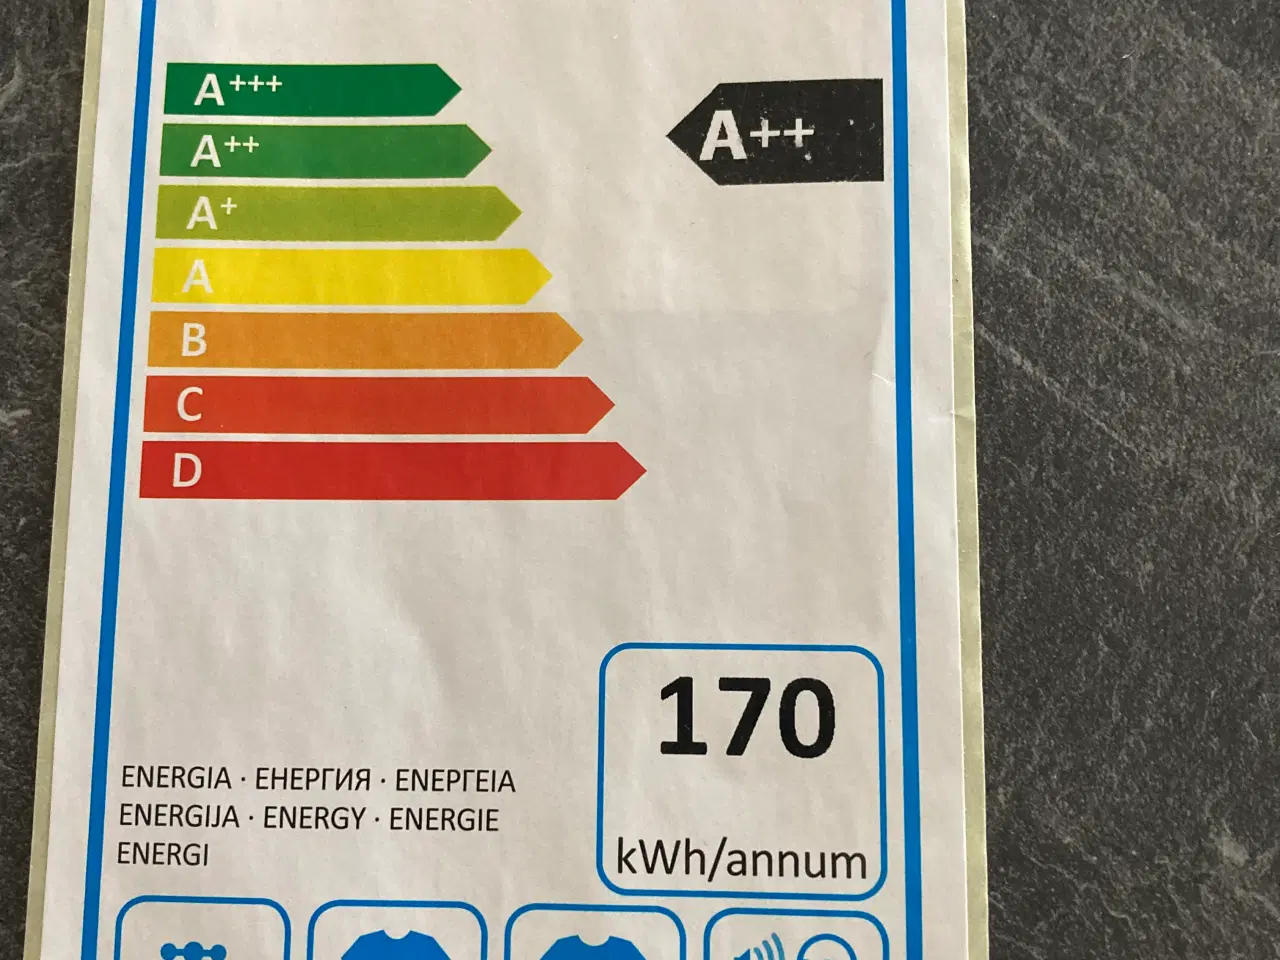 A+++
A++
A++
A+
A
B
C
D
170
kWh/annum
ENERGIA · ЕНЕРГИЯ · ΕΝΕΡΓΕΙΑ
ENERGIJA · ENERGY · ENERGIE
ENERGI